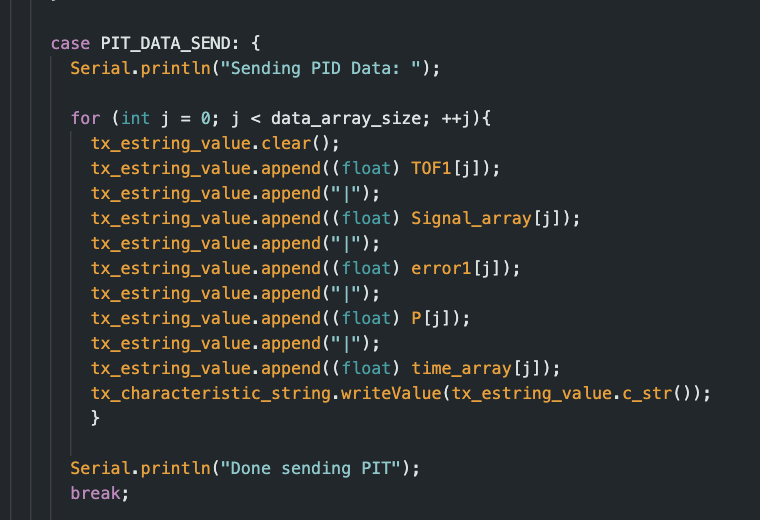 case PIT_DATA_SEND: {
Serial.println("Sending PID Data: ");
for (int j = 0; j < data_array_size; ++j){
tx_estring_value.clear();
tx_estring_value.append((float) TOF1[j]);
tx_estring_value.append("|");
tx_estring_value.append((float) Signal_array[j]);
tx_estring_value.append("|");
tx_estring_value.append((float) error1[j]);
tx_estring_value.append("|");
tx_estring_value.append((float) P[j]);
tx_estring_value.append("|");
tx_estring_value.append((float) time_array[j]);
tx_characteristic_string.writeValue(tx_estring_value.c_str());
}
Serial.println("Done sending PIT");
break;